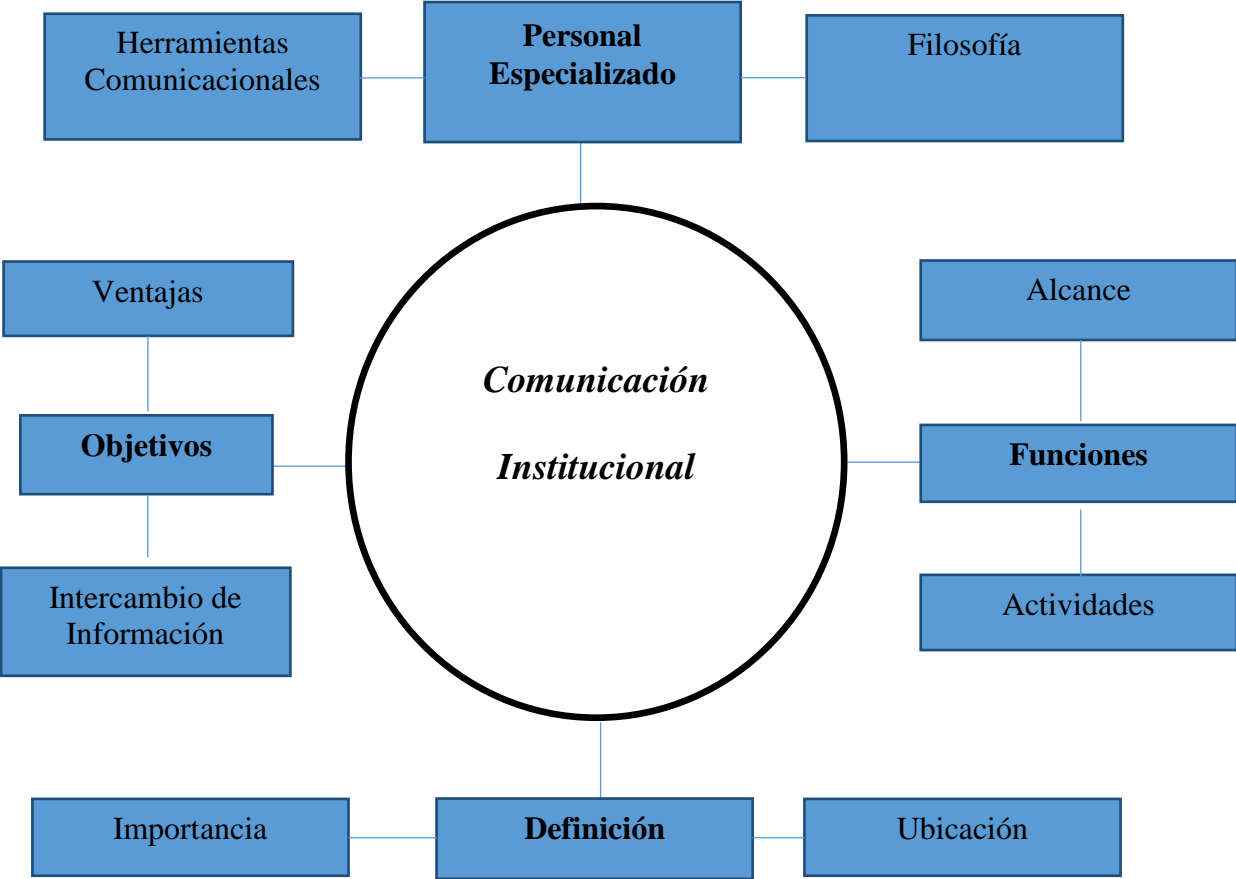 Herramientas
Comunicacionales
Personal
Especializado
Filosofía
Ventajas
Alcance
Comunicación
Institucional
Objetivos
Funciones
Intercambio de
Información
Actividades
Importancia
Definición
Ubicación